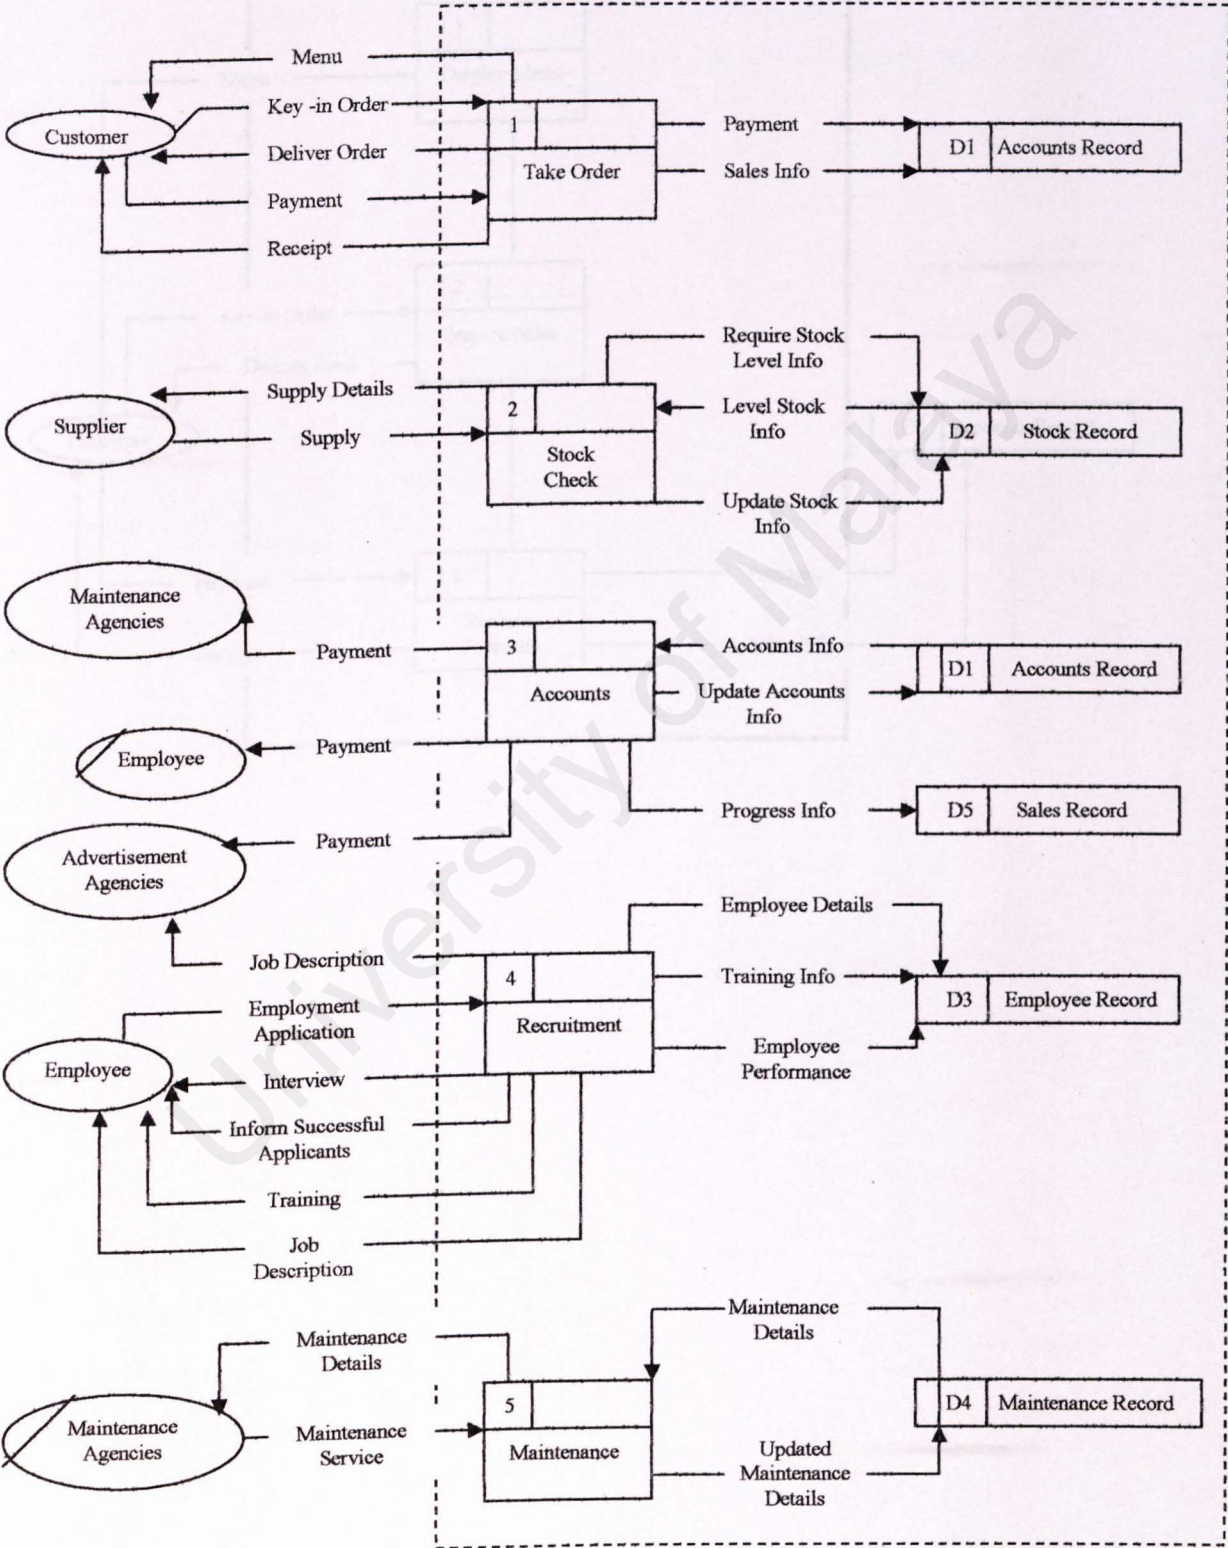 Menu
Key -in Order
Customer
1
Payment
D1 Accounts Record
Deliver Order
Take Order
Sales Info
Payment
Receipt
Require Stock
Level Info
Supply Details
2
Level Stock
Info
Supplier
Supply
D2 Stock Record
Stock
Check
Update Stock
Info
Maintenance
Agencies
Payment
3
Accounts Info
D1 Accounts Record
Accounts
Update Accounts
Info
Employee
Payment
Progress Info
D5 Sales Record
Payment
Advertisement
Agencies
Employee Details
Job Description
4
Training Info
Employment
Application
D3 Employee Record
Recruitment
Employee
Performance
Employee
Interview
Inform Successful
Applicants
Training
Job
Description
Maintenance
Details
Maintenance
Details
5
D4 Maintenance Record
Maintenance
Agencies
Maintenance
Service
Maintenance
Updated
Maintenance
Details
University of Malaya